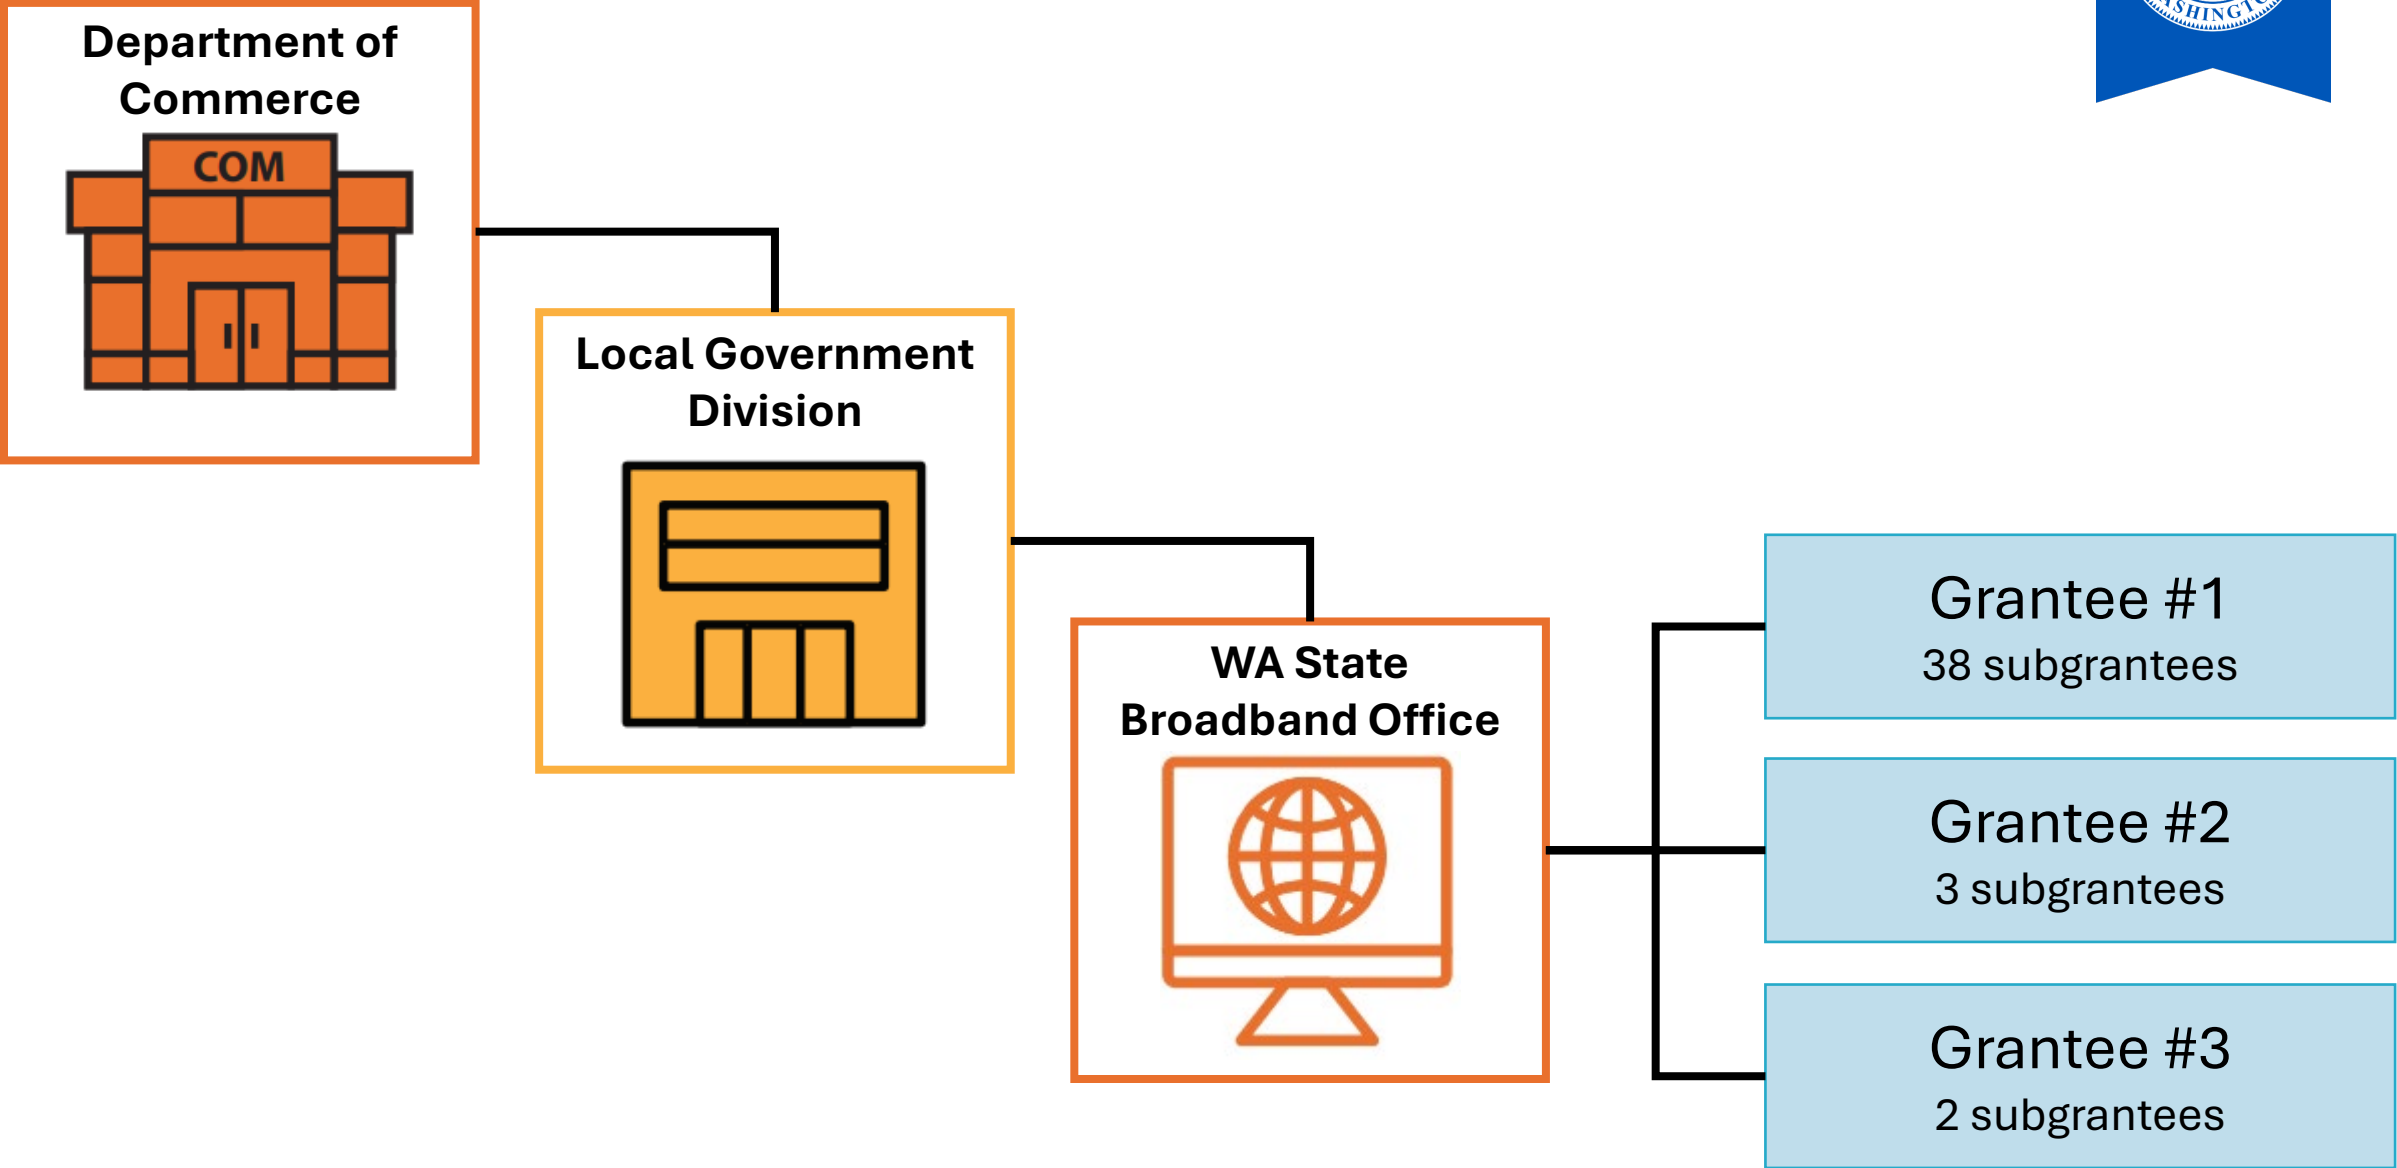 Department of
Commerce
COM
Local Government
Division
WA State
Broadband Office
Grantee #1
38 subgrantees
Grantee #2
3 subgrantees
Grantee #3
2 subgrantees